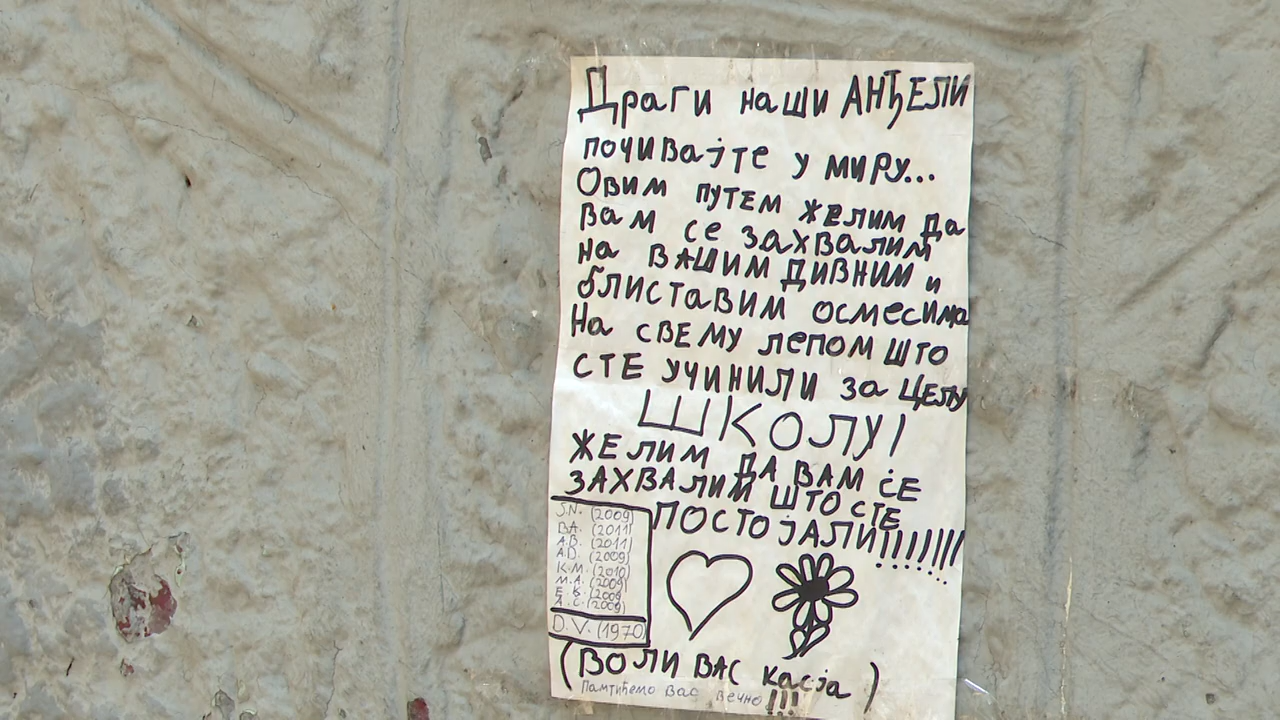 Драги наши АНЂЕЛИ
почивајте у миру...
Овим путем желим да
вам се захвалим
на вашим дивним и
блиставим осмесима
На свему лепом што
сте учинили за целу
ШКОЛУ!
ЖЕЛИМ ДА ВАМ СЕ
ЗАХВАЛИМ ШТО СТЕ
ПОСТОЈАЛИ!!!!!!!
J.N. (2009)
B.A. (2011)
A.B. (2011)
A.D. (2009)
K.M. (2010)
M.A. (2009)
E.K. (2009)
A.C. (2009)
D.V. (1970)
(ВОЛИ ВАС касја)
Памтићемо вас вечно!!!